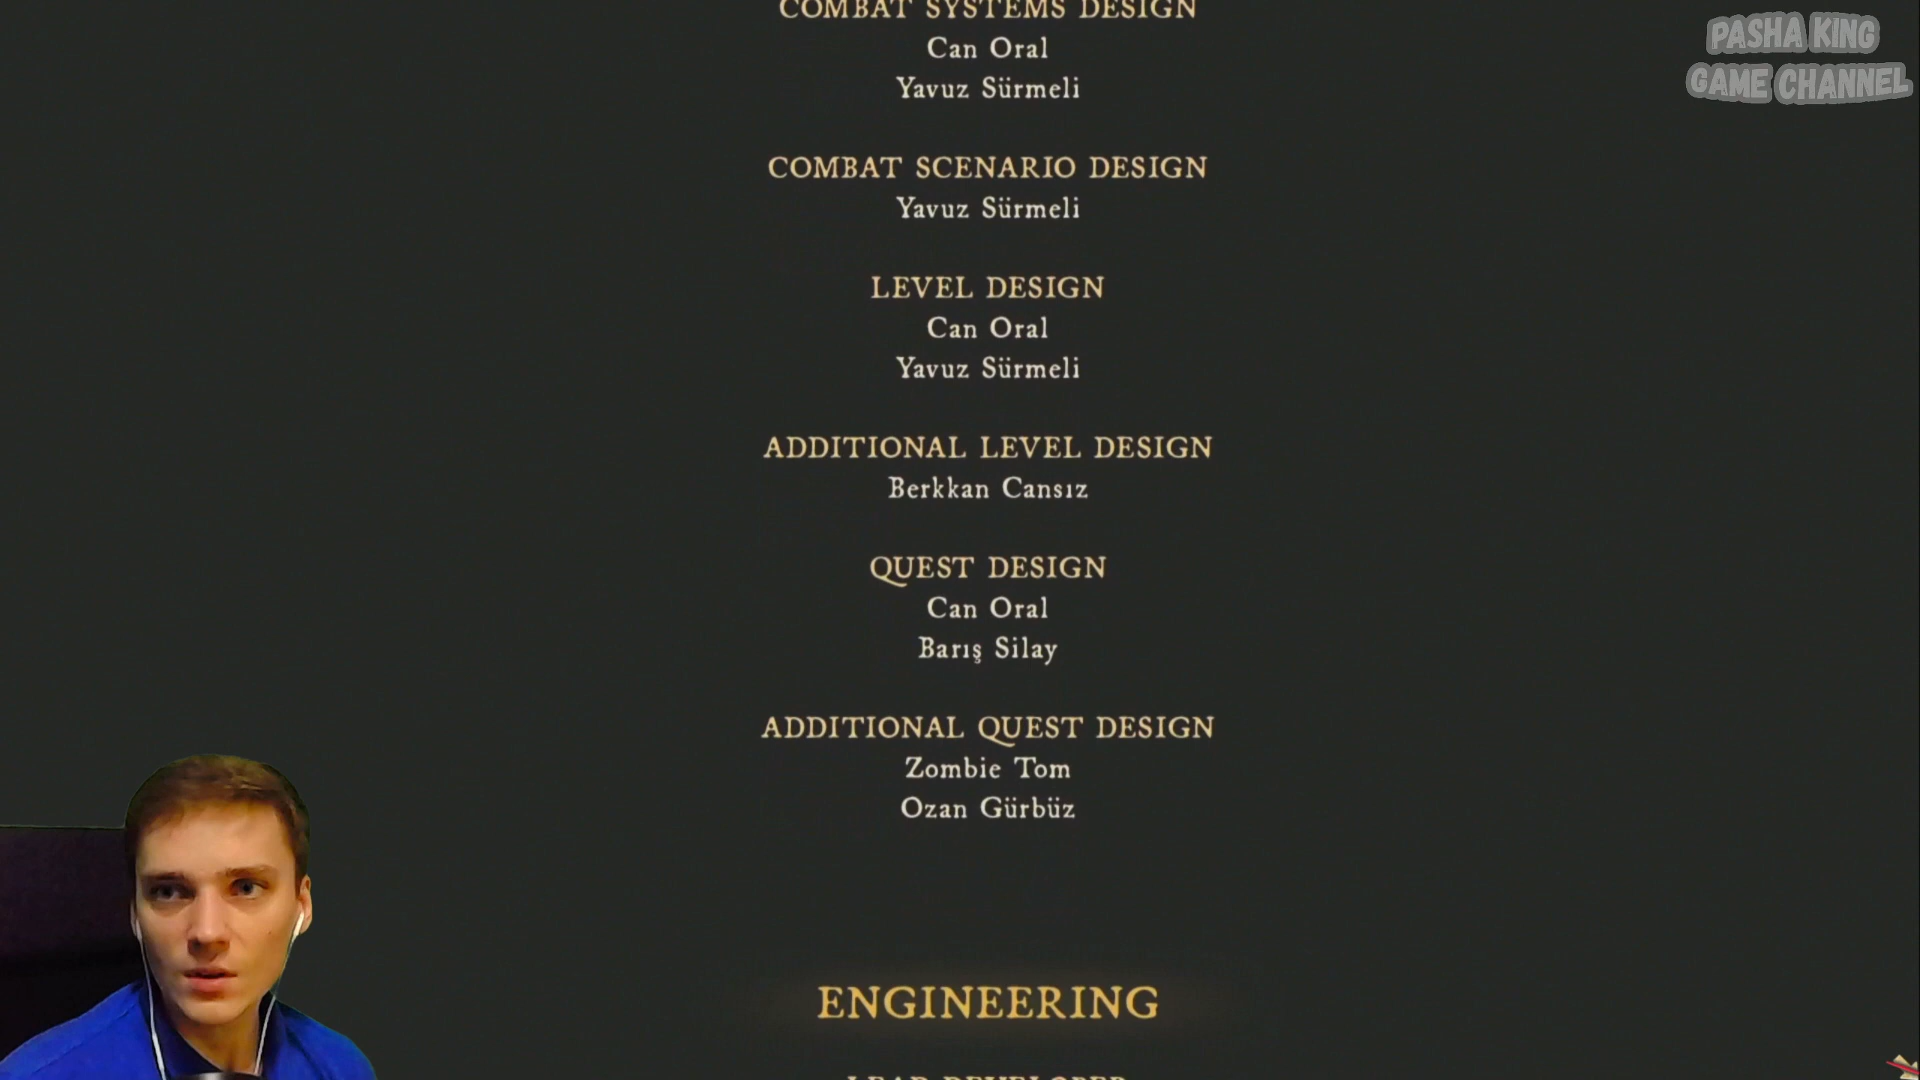 COMBAT SYSTEMS DESIGN
Can Oral
Yavuz Sürmeli
COMBAT SCENARIO DESIGN
Yavuz Sürmeli
LEVEL DESIGN
Can Oral
Yavuz Sürmeli
ADDITIONAL LEVEL DESIGN
Berkkan Cansız
QUEST DESIGN
Can Oral
Barış Silay
ADDITIONAL QUEST DESIGN
Zombie Tom
Ozan Gürbüz
ENGINEERING
LEAD DEVELOPER
PASHA KING
GAME CHANNEL